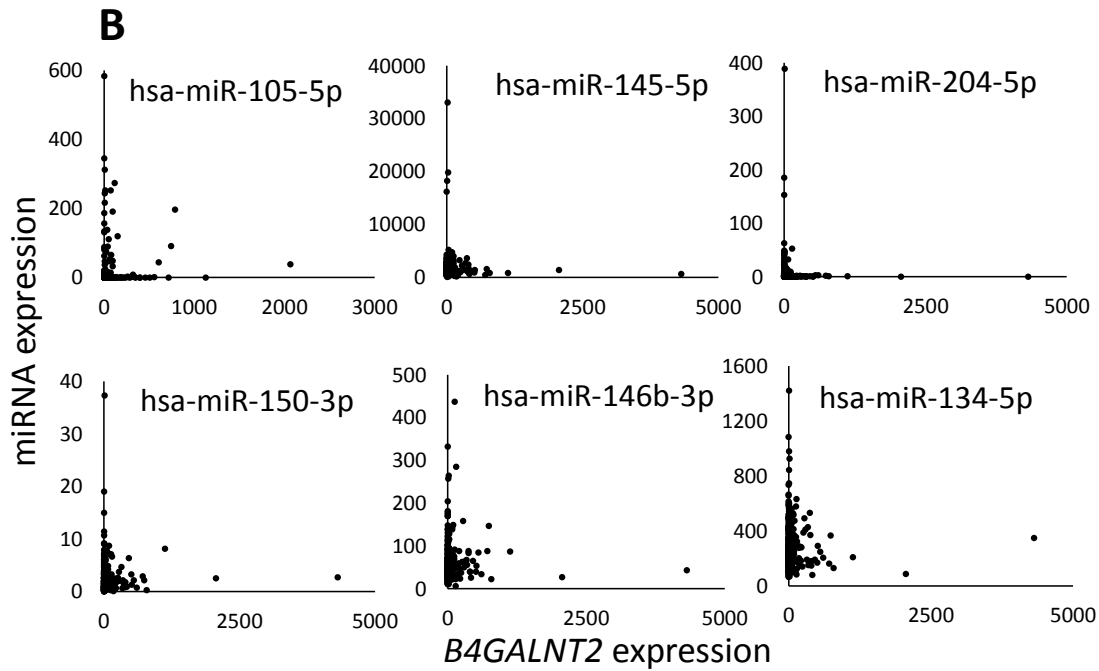 B
miRNA expression
hsa-miR-105-5p
600
400
200
0
0 1000 2000 3000
hsa-miR-145-5p
40000
30000
20000
10000
0
0 2500 5000
hsa-miR-204-5p
400
300
200
100
0
0 2500 5000
hsa-miR-150-3p
40
30
20
10
0
0 2500 5000
hsa-miR-146b-3p
500
400
300
200
100
0
0 2500 5000
hsa-miR-134-5p
1600
1200
800
400
0
0 2500 5000
B4GALNT2 expression